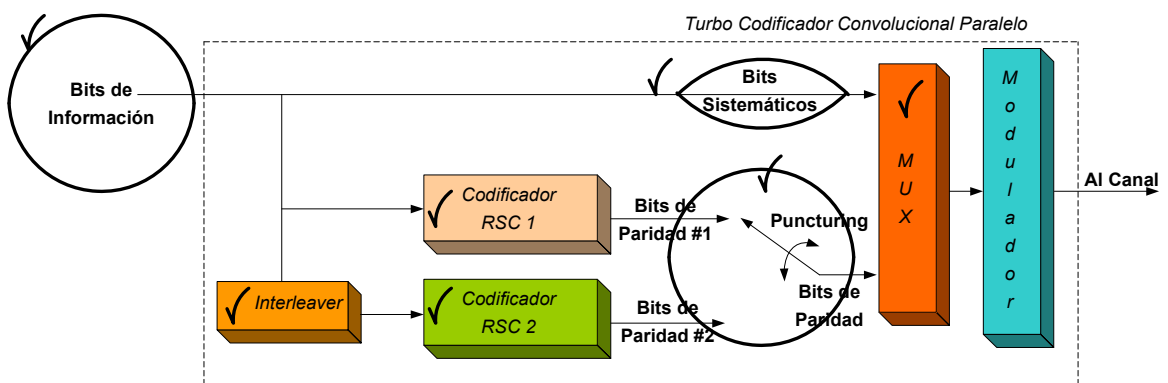 Turbo Codificador Convolucional Paralelo
Bits de
Información
Bits
Sistemáticos
Codificador
RSC 1
Bits de
Paridad #1
Puncturing
Interleaver
Codificador
RSC 2
Bits de
Paridad #2
Bits de
Paridad
M
U
X
M
o
d
u
l
a
d
o
r
Al Canal